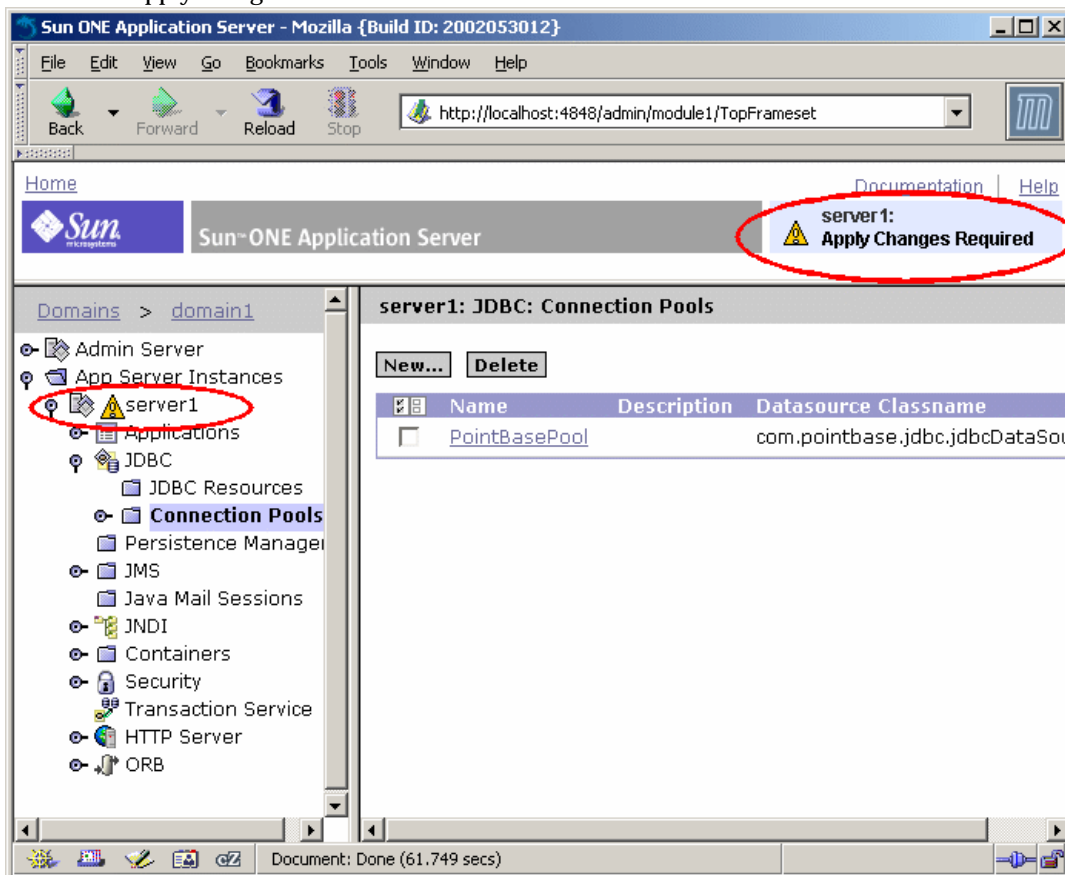 Sun ONE Application Server - Mozilla {Build ID: 2002053012}
File Edit View Go Bookmarks Tools Window Help
Back Forward Reload Stop
http://localhost:4848/admin/module1/TopFrameset
Home
Documentation Help
Sun
microsystems
Sun ONE Application Server
server1:
Apply Changes Required
Domains > domain1
Admin Server
App Server Instances
server1
Applications
JDBC
JDBC Resources
Connection Pools
Persistence Manager
JMS
Java Mail Sessions
JNDI
Containers
Security
Transaction Service
HTTP Server
ORB
server1: JDBC: Connection Pools
New... Delete
Name Description Datasource Classname
PointBasePool com.pointbase.jdbc.jdbcDataSou
Document: Done (61.749 secs)